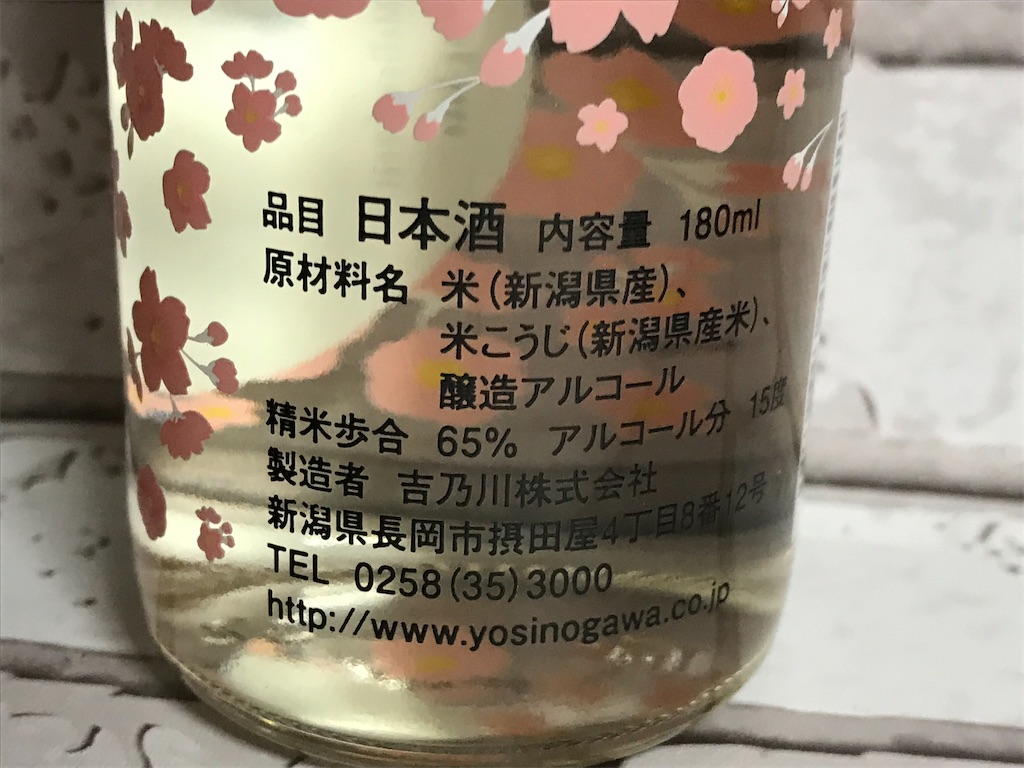 品目 日本酒 内容量 180ml
原材料名 米(新潟県産)、
米こうじ(新潟県産米)、
醸造アルコール
精米歩合 65% アルコール分 15度
製造者 吉乃川株式会社
新潟県長岡市摂田屋4丁目8番12号
TEL 0258(35)3000
http://www.yosinogawa.co.jp